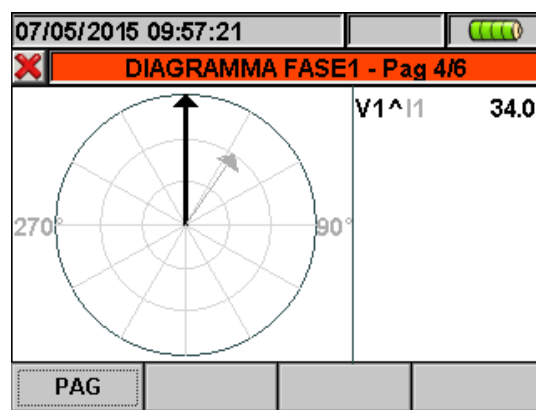 07/05/2015 09:57:21
DIAGRAMMA FASE1 - Pag 4/6
V1^I1 34.0
270° 90°
PAG